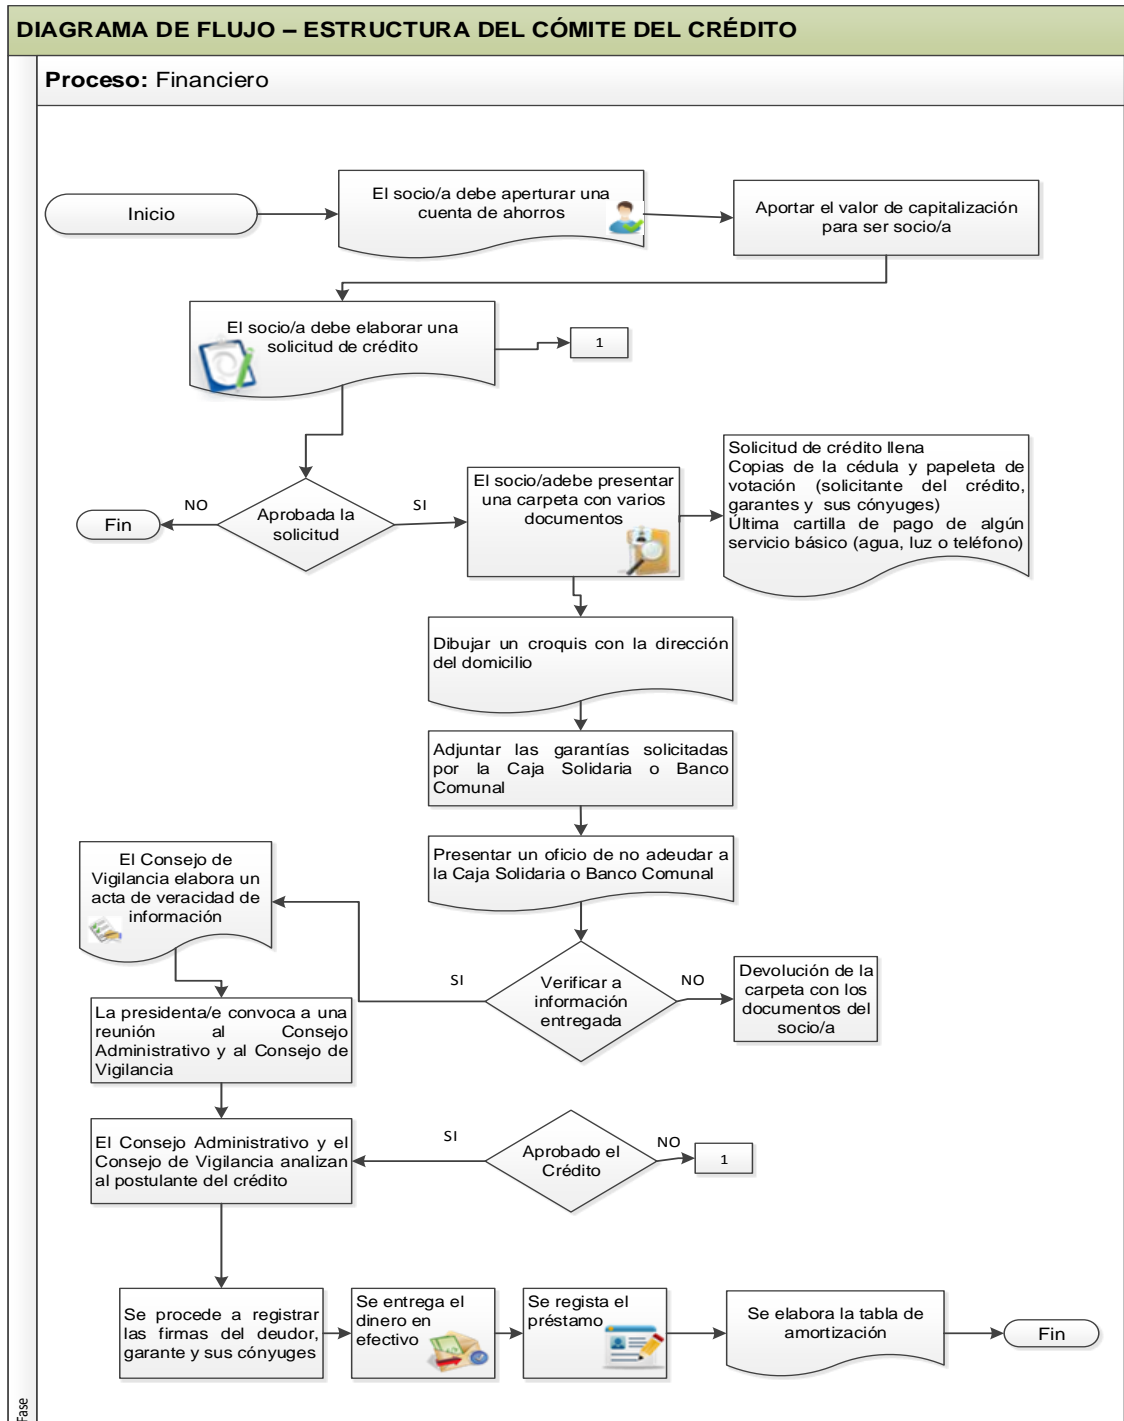 DIAGRAMA DE FLUJO – ESTRUCTURA DEL CÓMITE DEL CRÉDITO
Proceso: Financiero
Inicio
El socio/a debe aperturar una
cuenta de ahorros
Aportar el valor de capitalización
para ser socio/a
El socio/a debe elaborar una
solicitud de crédito
1
Aprobada la
solicitud
NO
Fin
SI
El socio/adebe presentar
una carpeta con varios
documentos
Solicitud de crédito llena
Copias de la cédula y papeleta de
votación (solicitante del crédito,
garantes y sus cónyuges)
Última cartilla de pago de algún
servicio básico (agua, luz o teléfono)
Dibujar un croquis con la dirección
del domicilio
Adjuntar las garantías solicitadas
por la Caja Solidaria o Banco
Comunal
Presentar un oficio de no adeudar a
la Caja Solidaria o Banco Comunal
Verificar a
información
entregada
NO
Devolución de la
carpeta con los
documentos del
socio/a
SI
El Consejo de
Vigilancia elabora un
acta de veracidad de
información
La presidenta/e convoca a una
reunión al Consejo
Administrativo y al Consejo de
Vigilancia
El Consejo Administrativo y el
Consejo de Vigilancia analizan
al postulante del crédito
SI
Aprobado el
Crédito
NO
1
Se procede a registrar
las firmas del deudor,
garante y sus cónyuges
Se entrega el
dinero en
efectivo
Se regista el
préstamo
Se elabora la tabla de
amortización
Fin
Fase